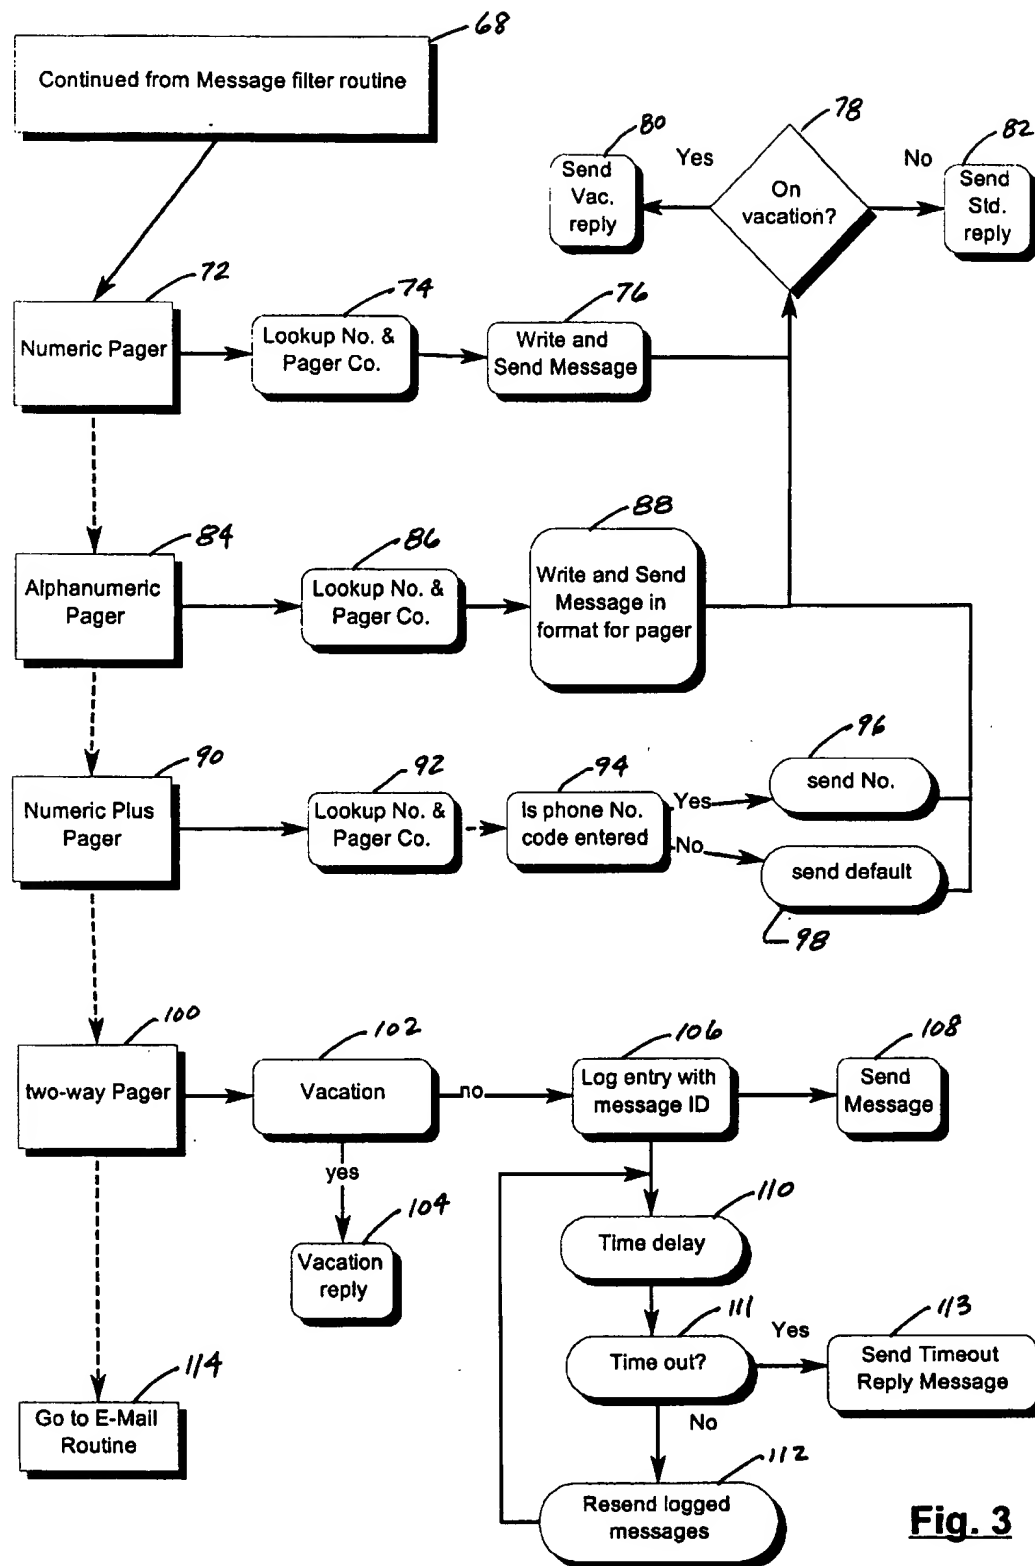 68
Continued from Message filter routine
78
80
Yes
82
No
Send
Vac.
reply
On
vacation?
Send
Std.
reply
72
74
76
Numeric Pager
Lookup No. &
Pager Co.
Write and
Send Message
84
86
88
Alphanumeric
Pager
Lookup No. &
Pager Co.
Write and Send
Message in
format for pager
90
92
94
96
Numeric Plus
Pager
Lookup No. &
Pager Co.
Is phone No.
code entered
Yes
send No.
No
send default
98
100
102
106
108
two-way Pager
Vacation
no
Log entry with
message ID
Send
Message
yes
104
Vacation
reply
110
Time delay
111
Time out?
Yes
113
Send Timeout
Reply Message
114
Go to E-Mail
Routine
No
112
Resend logged
messages
Fig. 3